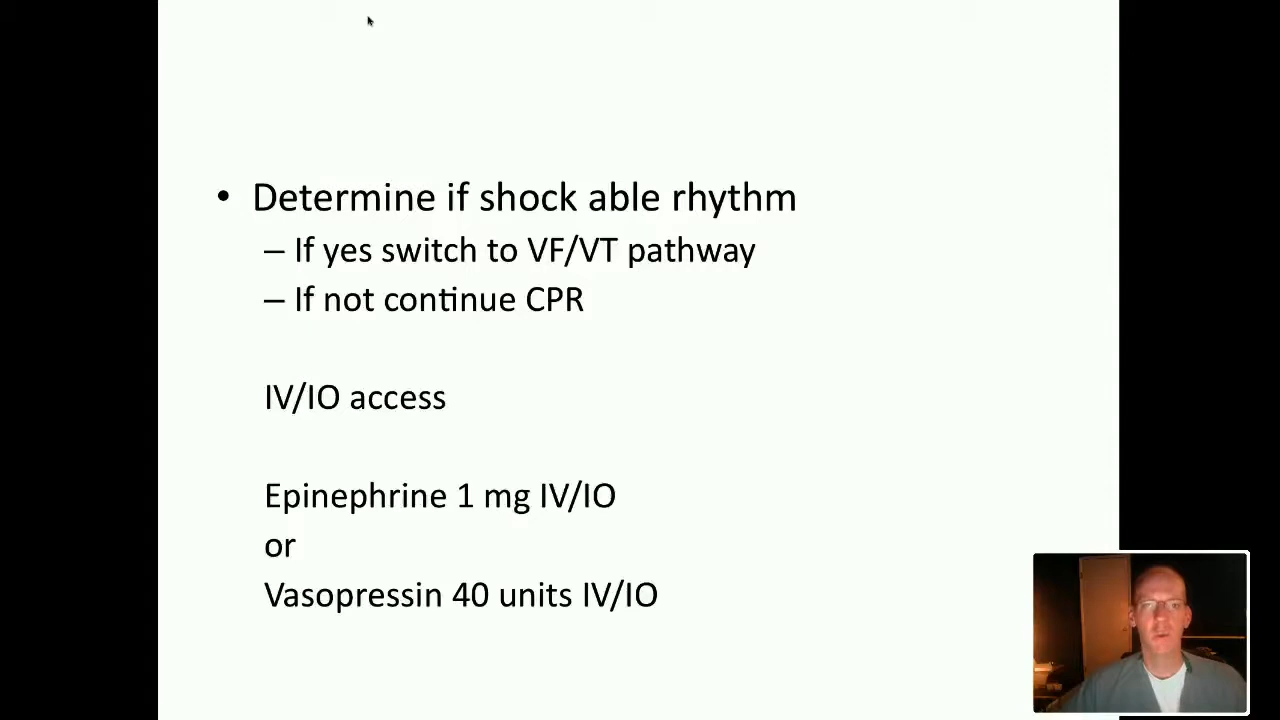 • Determine if shock able rhythm
– If yes switch to VF/VT pathway
– If not continue CPR
IV/IO access
Epinephrine 1 mg IV/IO
or
Vasopressin 40 units IV/IO